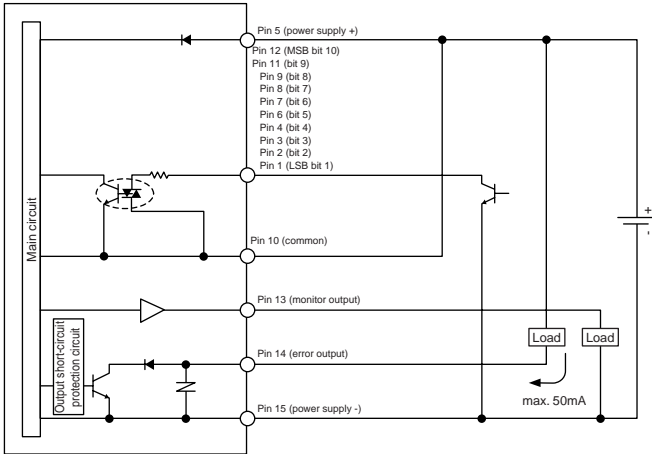 Main circuit
Pin 5 (power supply +)
Pin 12 (MSB bit 10)
Pin 11 (bit 9)
Pin 9 (bit 8)
Pin 8 (bit 7)
Pin 7 (bit 6)
Pin 6 (bit 5)
Pin 4 (bit 4)
Pin 3 (bit 3)
Pin 2 (bit 2)
Pin 1 (LSB bit 1)
+
-
Pin 10 (common)
Pin 13 (monitor output)
Load
Load
Output short-circuit
protection circuit
Pin 14 (error output)
max. 50mA
Pin 15 (power supply -)